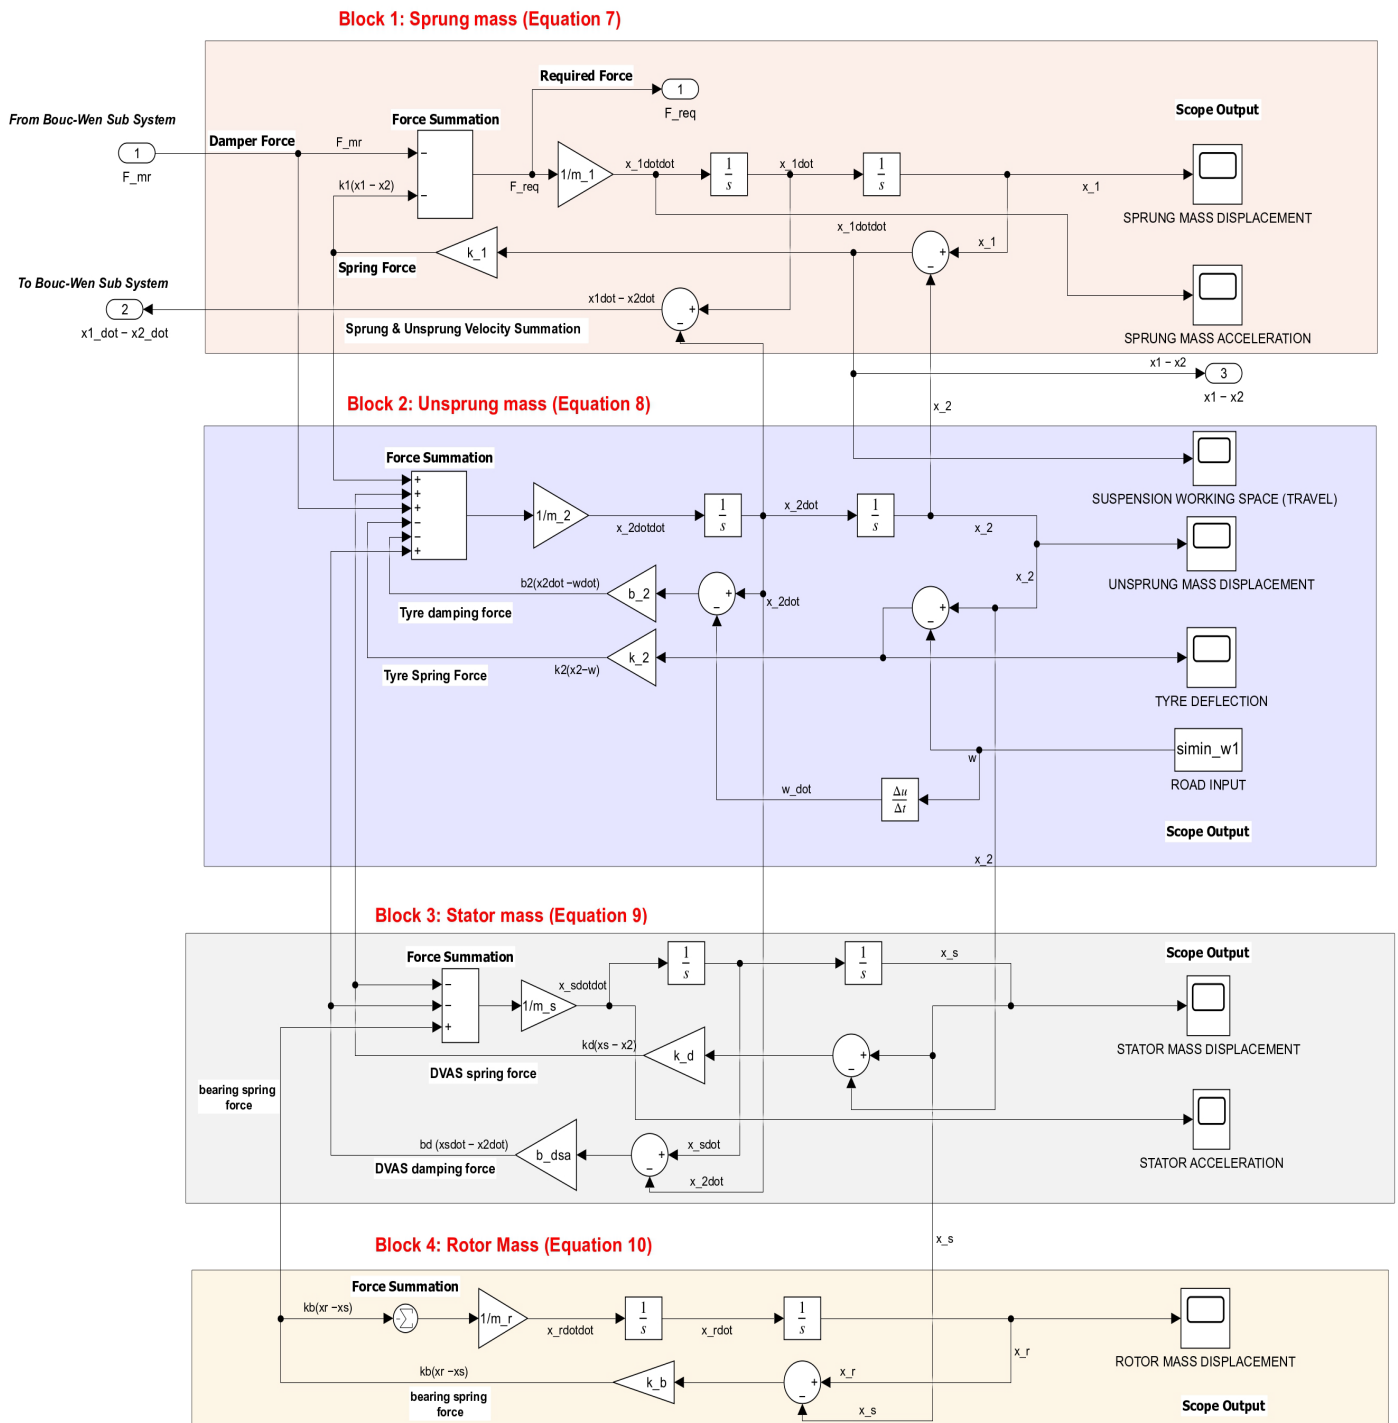 Block 1: Sprung mass (Equation 7)
Required Force
1
F_req
Scope Output
From Bouc-Wen Sub System
Force Summation
Damper Force
F_mr
1
F_mr
−
k1(x1 − x2)
−
F_req
1/m_1
x_1dotdot
1
s
x_1dot
1
s
x_1
SPRUNG MASS DISPLACEMENT
x_1dotdot
x_1
+
−
k_1
Spring Force
To Bouc-Wen Sub System
2
x1_dot − x2_dot
x1dot − x2dot
+
−
Sprung & Unsprung Velocity Summation
SPRUNG MASS ACCELERATION
x1 − x2
3
x1 − x2
Block 2: Unsprung mass (Equation 8)
x_2
Force Summation
+
+
+
−
−
+
1/m_2
x_2dotdot
1
s
x_2dot
1
s
x_2
SUSPENSION WORKING SPACE (TRAVEL)
x_2
UNSPRUNG MASS DISPLACEMENT
b2(x2dot −wdot)
b_2
+
−
x_2dot
+
−
Tyre damping force
k_2
k2(x2−w)
Tyre Spring Force
TYRE DEFLECTION
simin_w1
w
ROAD INPUT
w_dot
Δu
Δt
Scope Output
x_2
Block 3: Stator mass (Equation 9)
Force Summation
−
−
+
1/m_s
x_sdotdot
1
s
1
s
x_s
Scope Output
STATOR MASS DISPLACEMENT
kd(xs − x2)
k_d
+
−
DVAS spring force
bearing spring
force
bd (xsdot − x2dot)
b_dsa
+
−
x_sdot
x_2dot
DVAS damping force
STATOR ACCELERATION
x_s
Block 4: Rotor Mass (Equation 10)
Force Summation
kb(xr −xs)
-∑
1/m_r
x_rdotdot
1
s
x_rdot
1
s
x_r
ROTOR MASS DISPLACEMENT
kb(xr −xs)
k_b
+
−
x_r
x_s
bearing spring
force
Scope Output